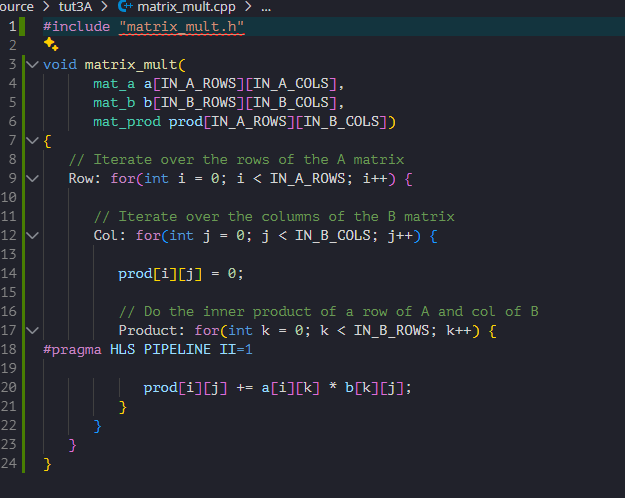 ource > tut3A > matrix_mult.cpp > ...
1 #include "matrix_mult.h"
2
3 void matrix_mult(
4 mat_a a[IN_A_ROWS][IN_A_COLS],
5 mat_b b[IN_B_ROWS][IN_B_COLS],
6 mat_prod prod[IN_A_ROWS][IN_B_COLS])
7 {
8 // Iterate over the rows of the A matrix
9 Row: for(int i = 0; i < IN_A_ROWS; i++) {
10
11 // Iterate over the columns of the B matrix
12 Col: for(int j = 0; j < IN_B_COLS; j++) {
13
14 prod[i][j] = 0;
15
16 // Do the inner product of a row of A and col of B
17 Product: for(int k = 0; k < IN_B_ROWS; k++) {
18 #pragma HLS PIPELINE II=1
19
20 prod[i][j] += a[i][k] * b[k][j];
21 }
22 }
23 }
24 }